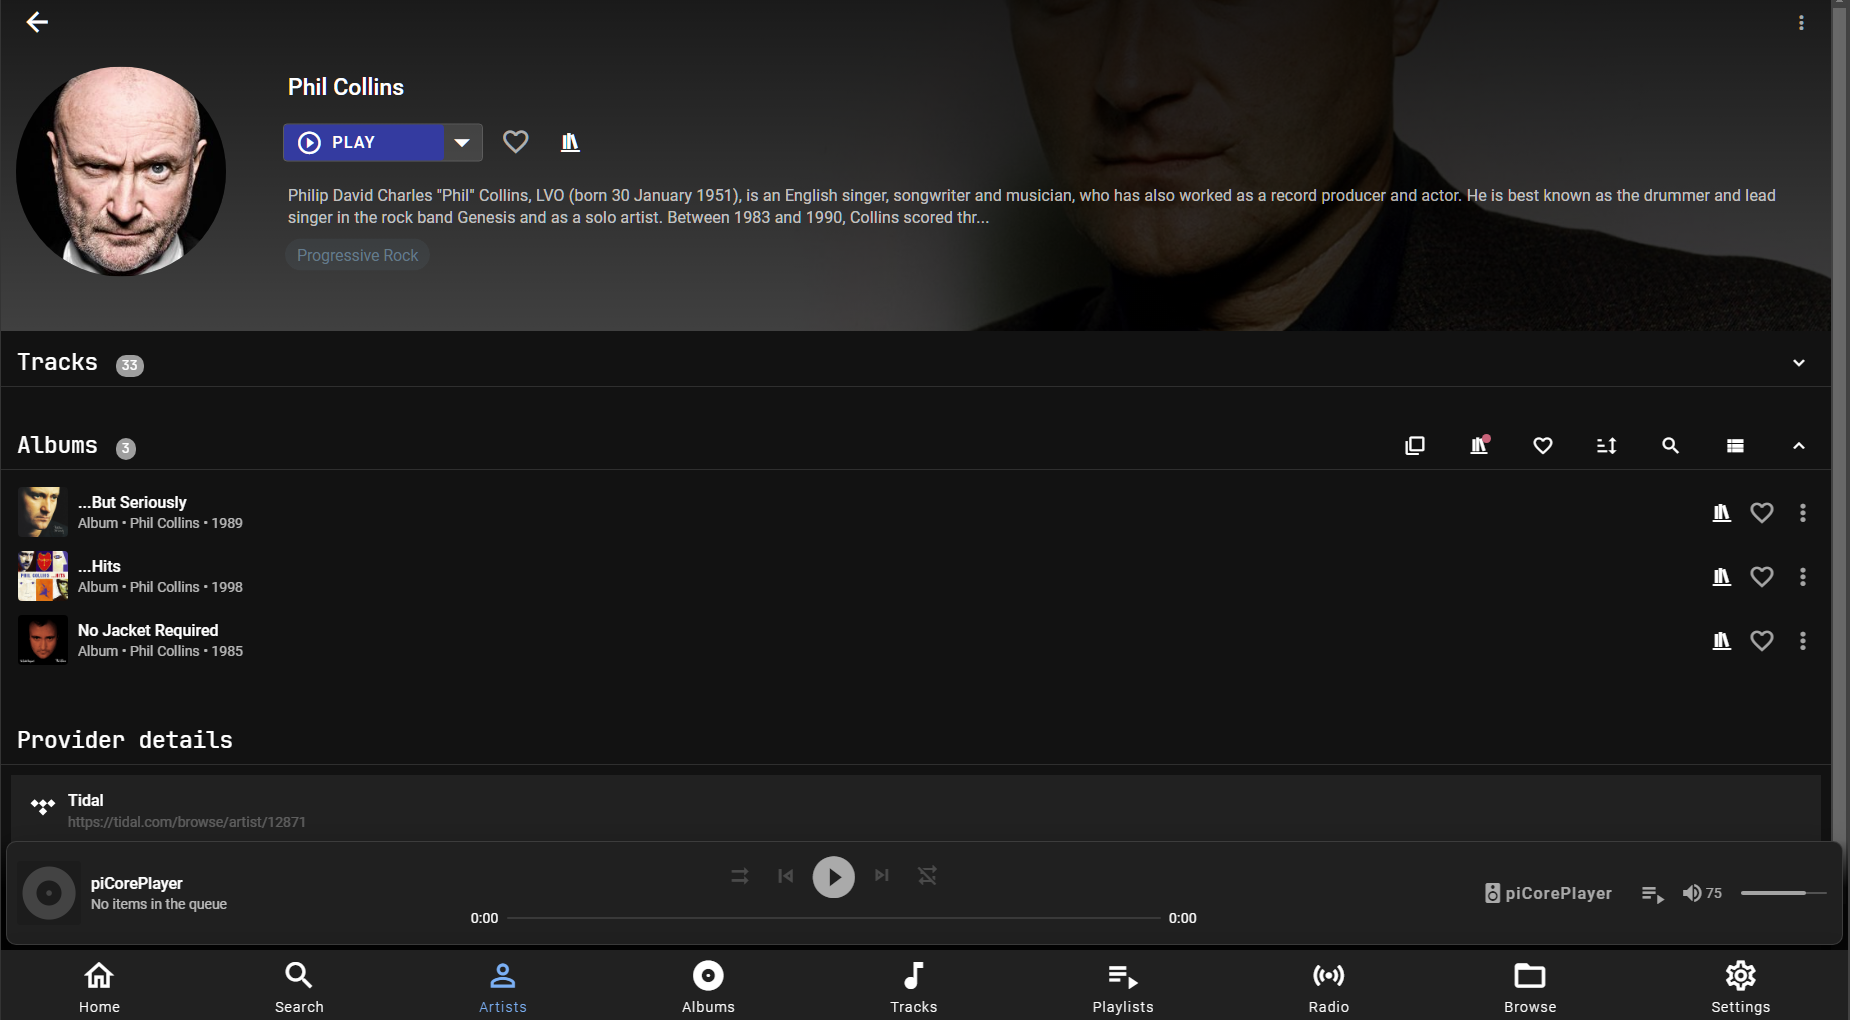 Phil Collins
PLAY
Philip David Charles "Phil" Collins, LVO (born 30 January 1951), is an English singer, songwriter and musician, who has also worked as a record producer and actor. He is best known as the drummer and lead
singer in the rock band Genesis and as a solo artist. Between 1983 and 1990, Collins scored thr...
Progressive Rock
Tracks 33
Albums 3
...But Seriously
Album • Phil Collins • 1989
PHIL COLLINS ...HITS
...Hits
Album • Phil Collins • 1998
No Jacket Required
Album • Phil Collins • 1985
Provider details
Tidal
https://tidal.com/browse/artist/12871
piCorePlayer
No items in the queue
0:00
0:00
piCorePlayer
75
Home
Search
Artists
Albums
Tracks
Playlists
Radio
Browse
Settings